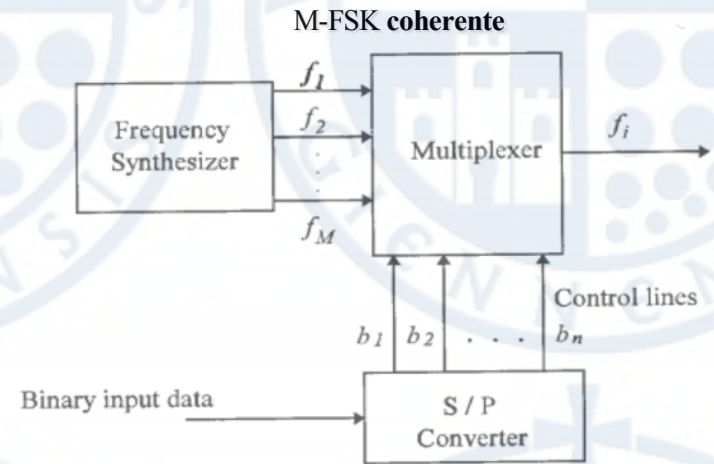 M-FSK coherente
f1
Frequency
Synthesizer
f2
.
.
.
fM
Multiplexer
fi
Control lines
b1 b2 . . . bn
Binary input data
S / P
Converter